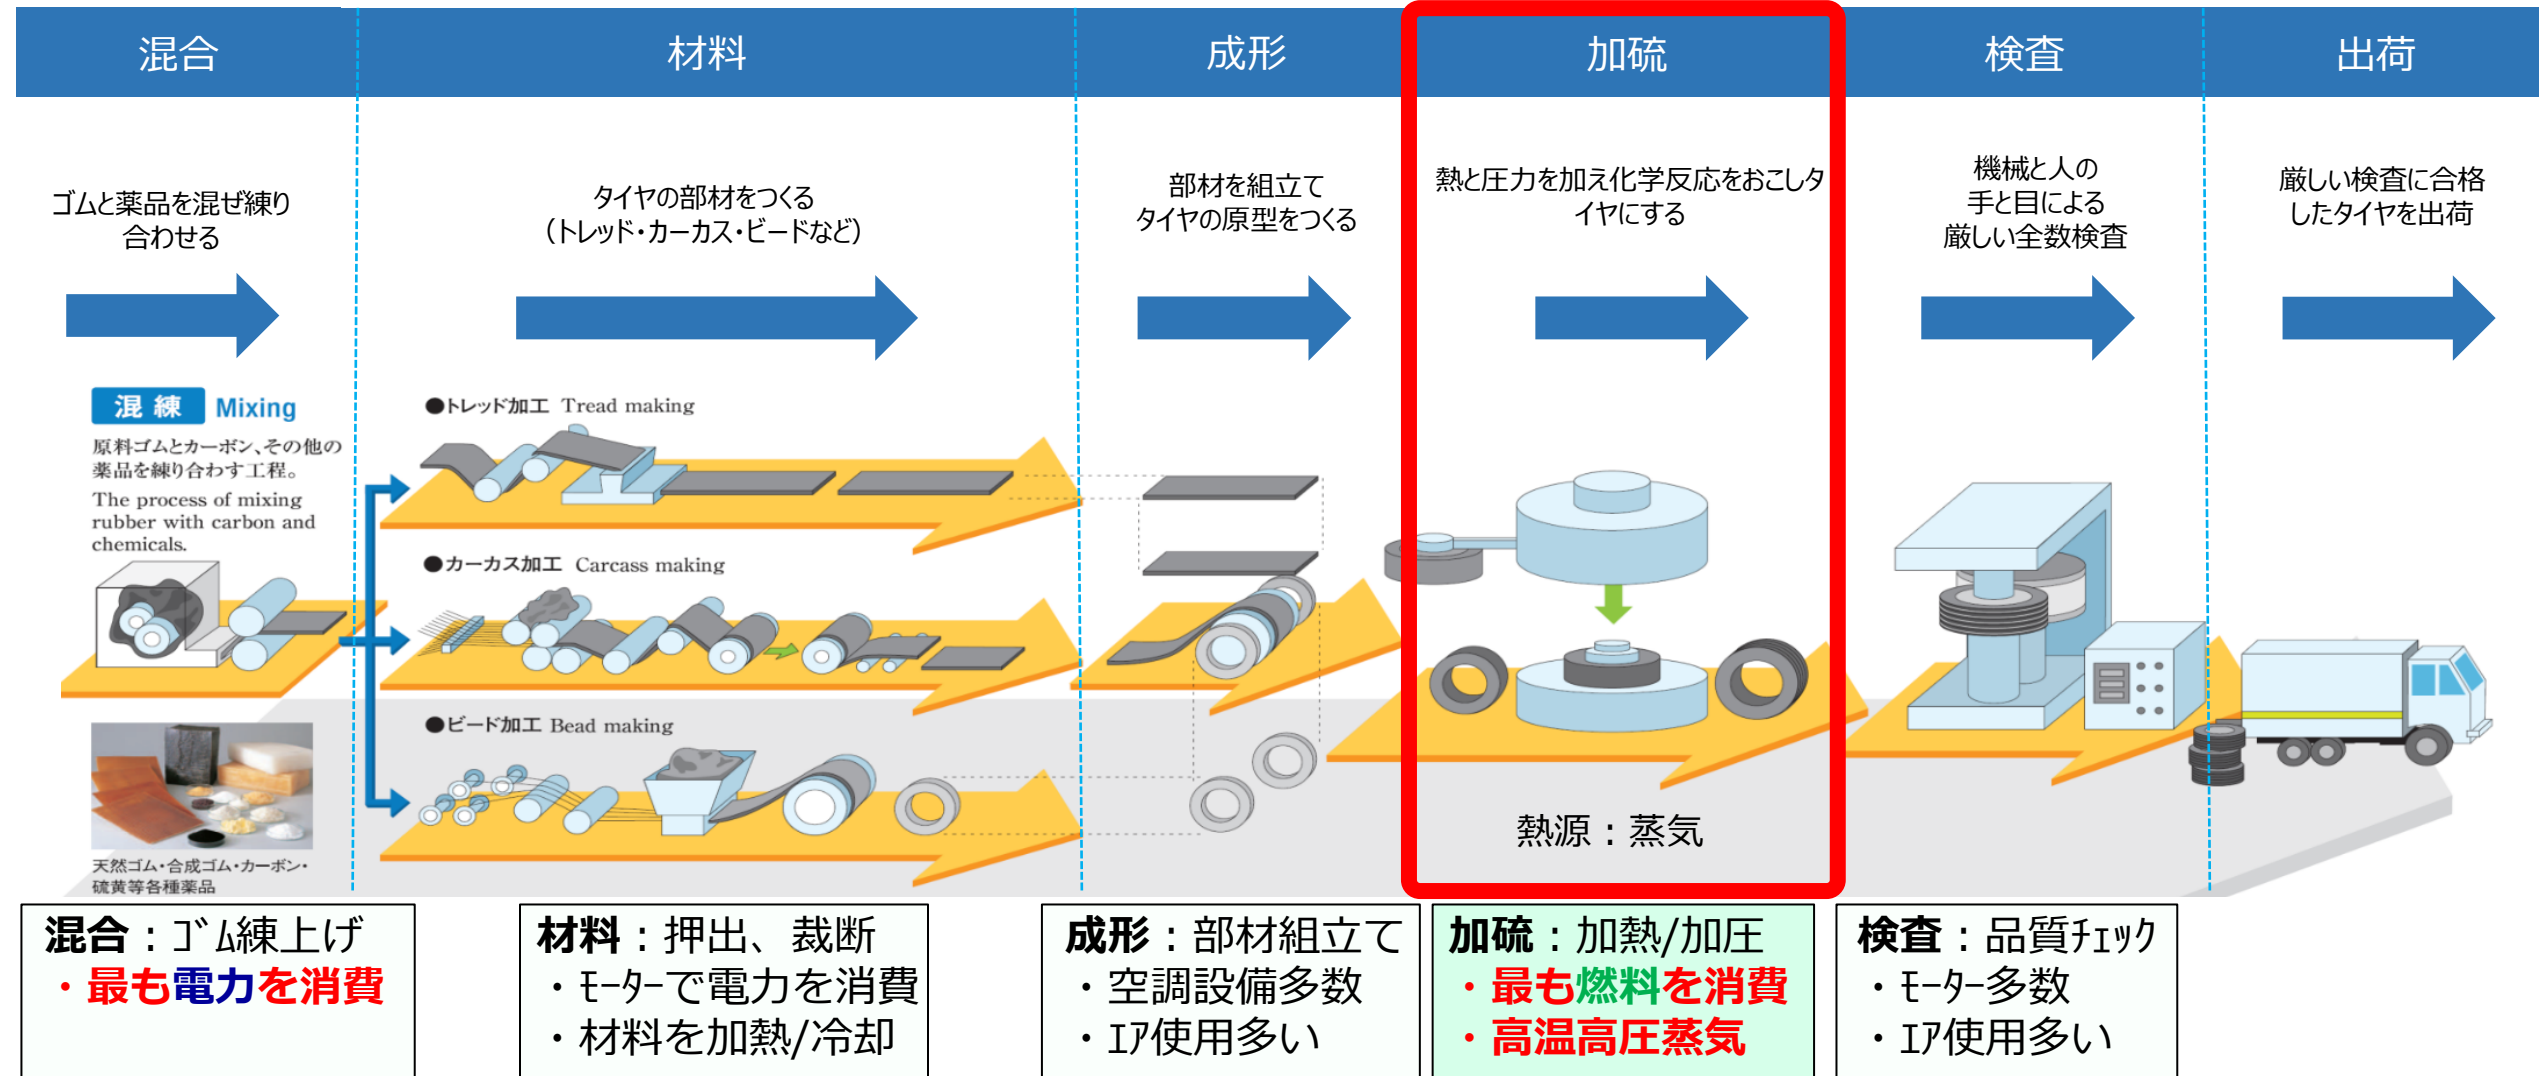 混合
材料
成形
加硫
検査
出荷
ゴムと薬品を混ぜ練り
合わせる
タイヤの部材をつくる
（トレッド・カーカス・ビードなど）
部材を組立て
タイヤの原型をつくる
熱と圧力を加え化学反応をおこしタ
イヤにする
機械と人の
手と目による
厳しい全数検査
厳しい検査に合格
したタイヤを出荷
混練 Mixing
原料ゴムとカーボン、その他の
薬品を練り合わす工程。
The process of mixing
rubber with carbon and
chemicals.
●トレッド加工 Tread making
●カーカス加工 Carcass making
●ビード加工 Bead making
天然ゴム・合成ゴム・カーボン・
硫黄等各種薬品
熱源：蒸気
混合：ｺﾞﾑ練上げ
・最も電力を消費
材料：押出、裁断
・ﾓｰﾀｰで電力を消費
・材料を加熱/冷却
成形：部材組立て
・空調設備多数
・ｴｱ使用多い
加硫：加熱/加圧
・最も燃料を消費
・高温高圧蒸気
検査：品質ﾁｪｯｸ
・ﾓｰﾀｰ多数
・ｴｱ使用多い